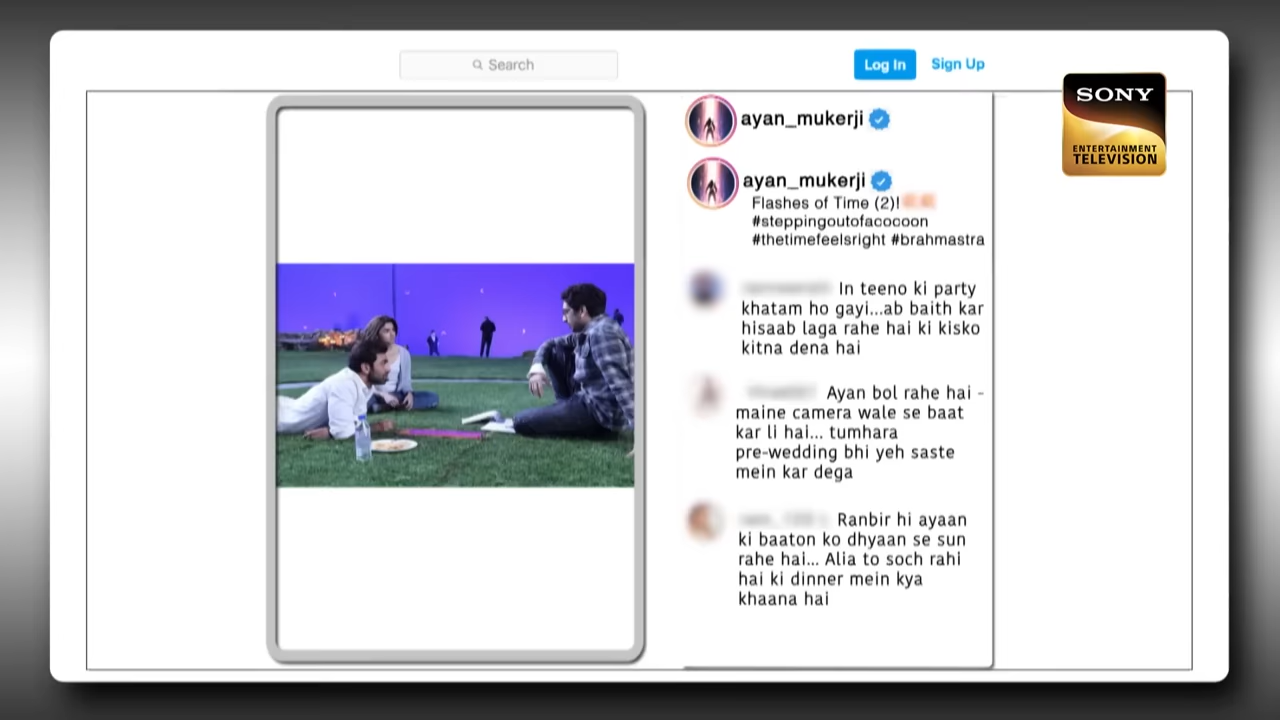 Search
Log In
Sign Up
SONY
ENTERTAINMENT
TELEVISION
ayan_mukerji
ayan_mukerji
Flashes of Time (2)!
#steppingoutofacocoon
#thetimefeelsright #brahmastra
In teeno ki party
khatam ho gayi...ab baith kar
hisaab laga rahe hai ki kisko
kitna dena hai
Ayan bol rahe hai -
maine camera wale se baat
kar li hai... tumhara
pre-wedding bhi yeh saste
mein kar dega
Ranbir hi ayaan
ki baaton ko dhyaan se sun
rahe hai... Alia to soch rahi
hai ki dinner mein kya
khaana hai